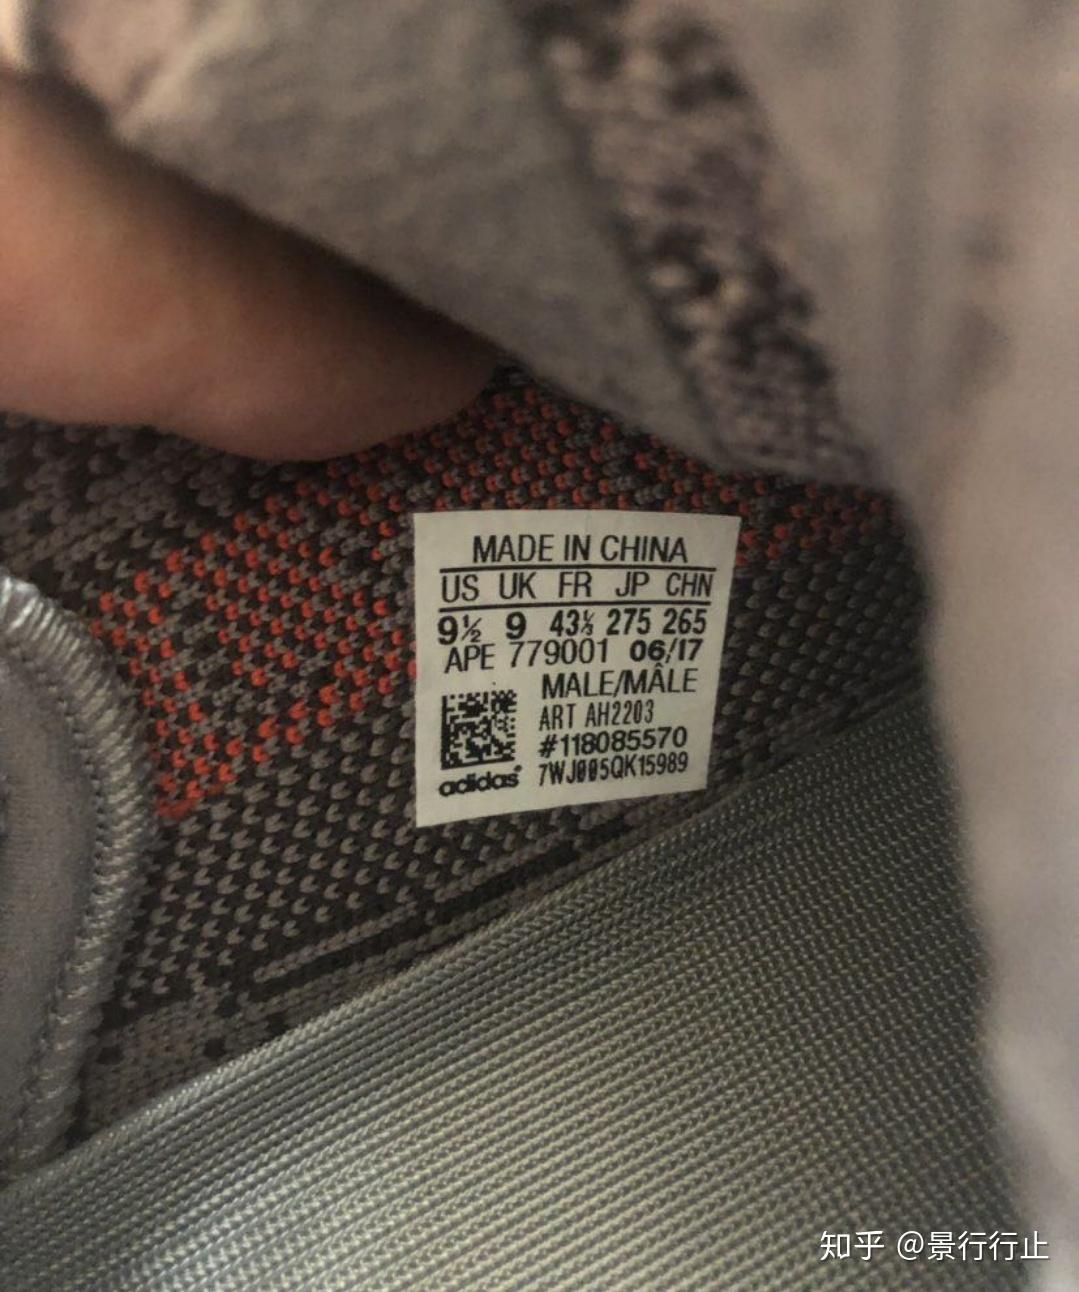 MADE IN CHINA
US UK FR JP CHN
9½ 9 43⅓ 275 265
APE 779001 06/17
MALE/MÂLE
ART AH2203
#118085570
adidas® 7WJ005QK15989
知乎 @景行行止